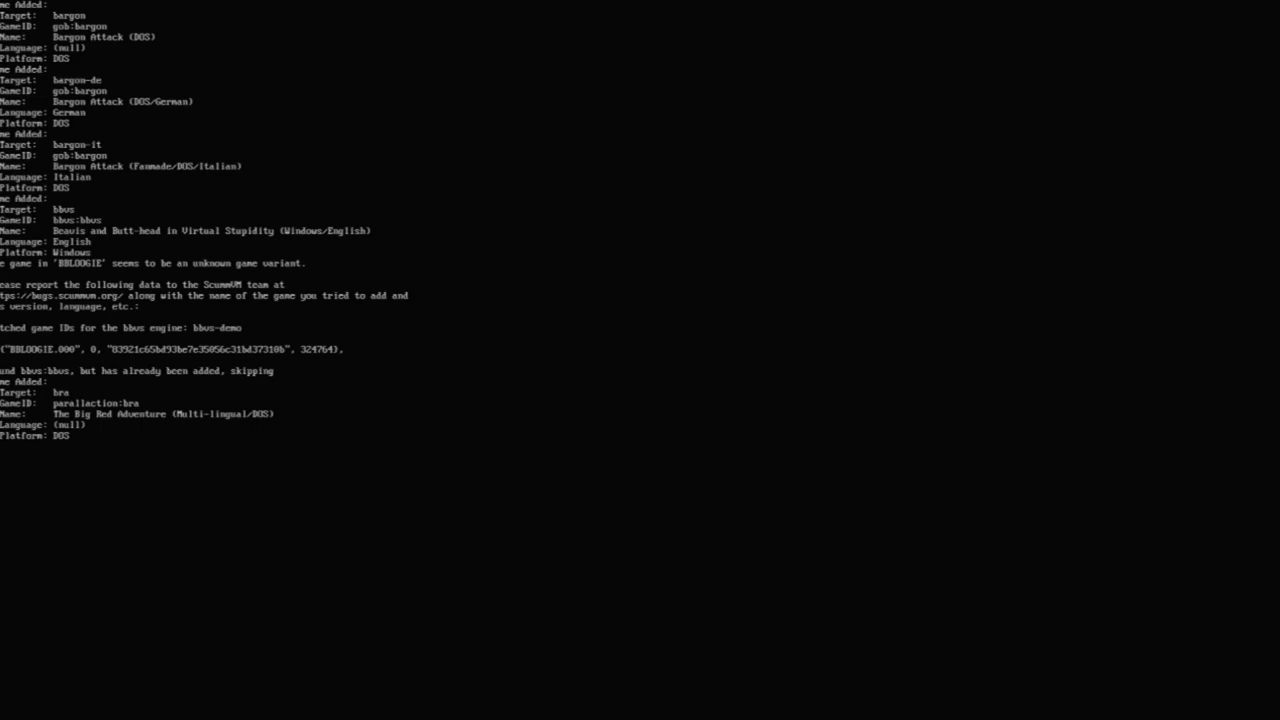 me Added:
Target:   bargon
GameID:   gob:bargon
Name:     Bargon Attack (DOS)
Language: (null)
Platform: DOS
me Added:
Target:   bargon-de
GameID:   gob:bargon
Name:     Bargon Attack (DOS/German)
Language: German
Platform: DOS
me Added:
Target:   bargon-it
GameID:   gob:bargon
Name:     Bargon Attack (Fanmade/DOS/Italian)
Language: Italian
Platform: DOS
me Added:
Target:   bbvs
GameID:   bbvs:bbvs
Name:     Beavis and Butt-head in Virtual Stupidity (Windows/English)
Language: English
Platform: Windows
e game in 'BBLOOGIE' seems to be an unknown game variant.
ease report the following data to the ScummVM team at
tps://bugs.scummvm.org/ along with the name of the game you tried to add and
s version, language, etc.:
tched game IDs for the bbvs engine: bbvs-demo
{"BBLOOGIE.000", 0, "83921c65bd93be7e35056c31bd37310b", 324764},
und bbvs:bbvs, but has already been added, skipping
me Added:
Target:   bra
GameID:   parallaction:bra
Name:     The Big Red Adventure (Multi-lingual/DOS)
Language: (null)
Platform: DOS